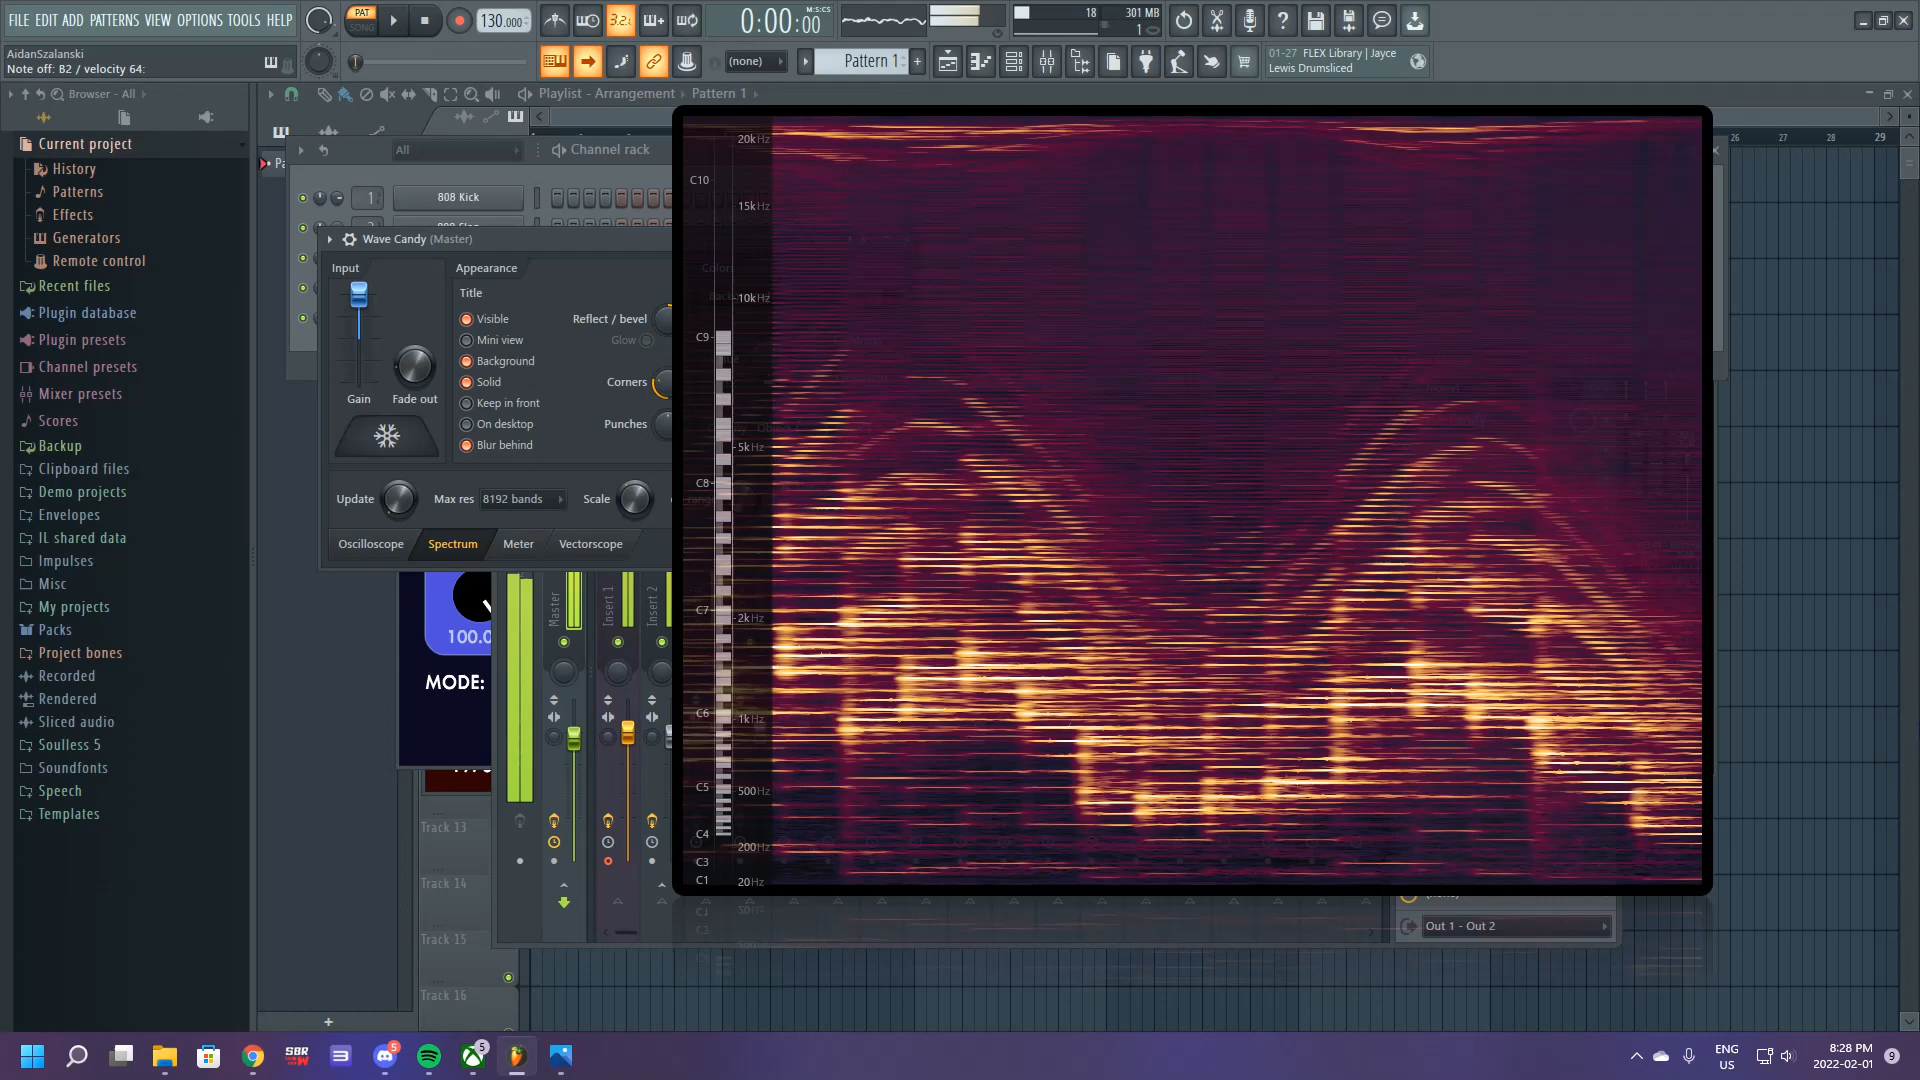 FILE EDIT ADD PATTERNS VIEW OPTIONS TOOLS HELP
PAT
SONG
130.000
3.2.
0:00:00
M:S:CS
18
301 MB
1
AidanSzalanski
Note off: B2 / velocity 64:
(none)
Pattern 1
01-27 FLEX Library | Jayce
Lewis Drumsliced
Browser - All
Playlist - Arrangement
Pattern 1
Current project
History
Patterns
Effects
Generators
Remote control
Recent files
Plugin database
Plugin presets
Channel presets
Mixer presets
Scores
Backup
Clipboard files
Demo projects
Envelopes
IL shared data
Impulses
Misc
My projects
Packs
Project bones
Recorded
Rendered
Sliced audio
Soulless 5
Soundfonts
Speech
Templates
All
Channel rack
1
808 Kick
Wave Candy (Master)
Input
Gain
Fade out
Appearance
Title
Visible
Mini view
Background
Solid
Keep in front
On desktop
Blur behind
Reflect / bevel
Glow
Corners
Punches
Update
Max res
8192 bands
Scale
Oscilloscope
Spectrum
Meter
Vectorscope
100.0
MODE:
Master
Insert 1
Insert 2
Track 13
Track 14
Track 15
Track 16
20kHz
C10
15kHz
10kHz
C9
5kHz
C8
C7
2kHz
C6
1kHz
C5
500Hz
C4
200Hz
C3
C1
20Hz
26
27
28
29
Out 1 - Out 2
SBR
5
5
ENG
US
8:28 PM
2022-02-01
9